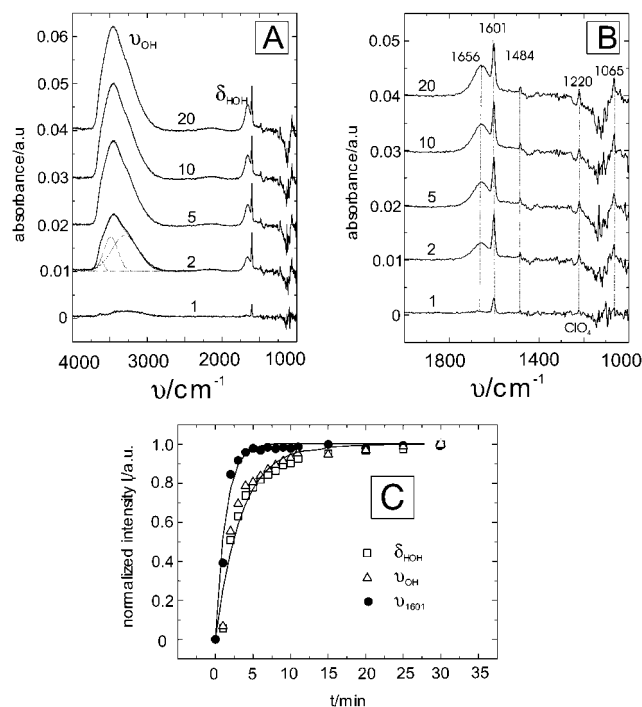 A
0.06
0.05
0.04
0.03
0.02
0.01
0
absorbance/a.u
υOH
δHOH
20
10
5
2
1
4000 3000 2000 1000
υ/cm-1
B
0.05
0.04
0.03
0.02
0.01
0
absorbance/a.u
1656 1601 1484 1220 1065
20
10
5
2
1
ClO4
1800 1400 1000
υ/cm-1
C
1.0
0.8
0.6
0.4
0.2
0
normalized intensity I/a.u.
δHOH
υOH
υ1601
0 5 10 15 20 25 30 35
t/min